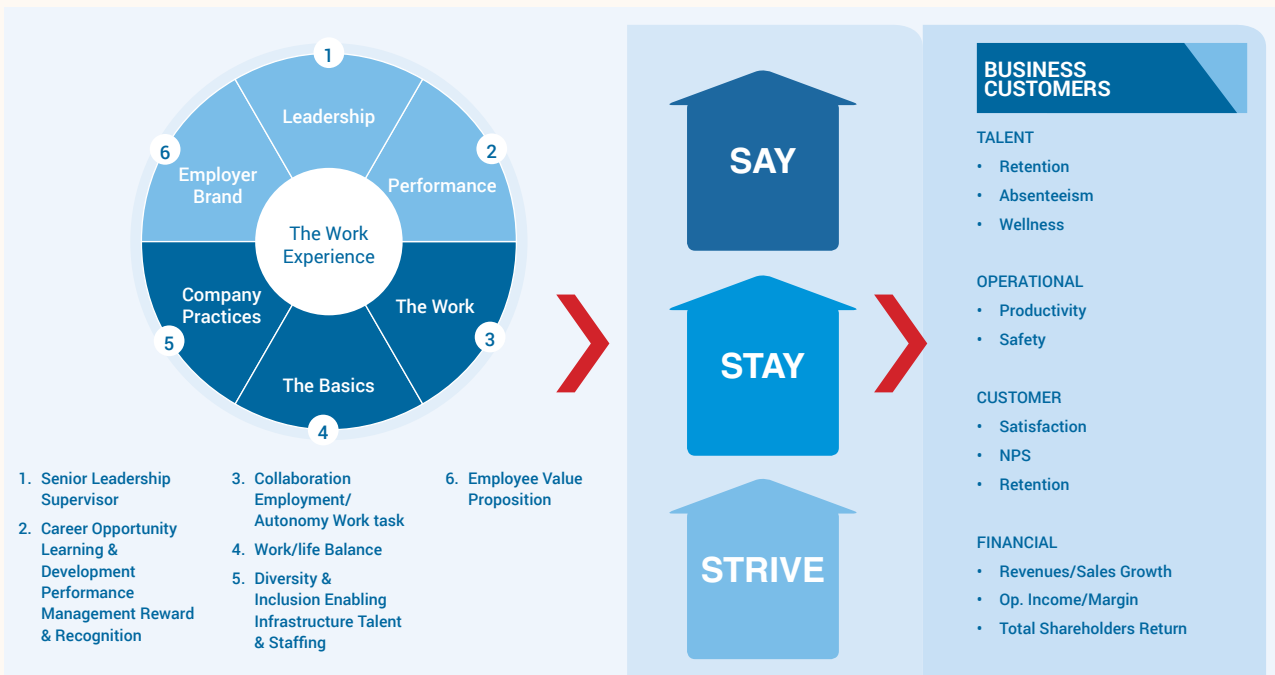 1
Leadership
2
Performance
6
Employer
Brand
The Work
Experience
Company
Practices
The Work
5
3
The Basics
4
1. Senior Leadership
Supervisor
2. Career Opportunity
Learning &
Development
Performance
Management Reward
& Recognition
3. Collaboration
Employment/
Autonomy Work task
4. Work/life Balance
5. Diversity &
Inclusion Enabling
Infrastructure Talent
& Staffing
6. Employee Value
Proposition
SAY
STAY
STRIVE
BUSINESS
CUSTOMERS
TALENT
• Retention
• Absenteeism
• Wellness
OPERATIONAL
• Productivity
• Safety
CUSTOMER
• Satisfaction
• NPS
• Retention
FINANCIAL
• Revenues/Sales Growth
• Op. Income/Margin
• Total Shareholders Return